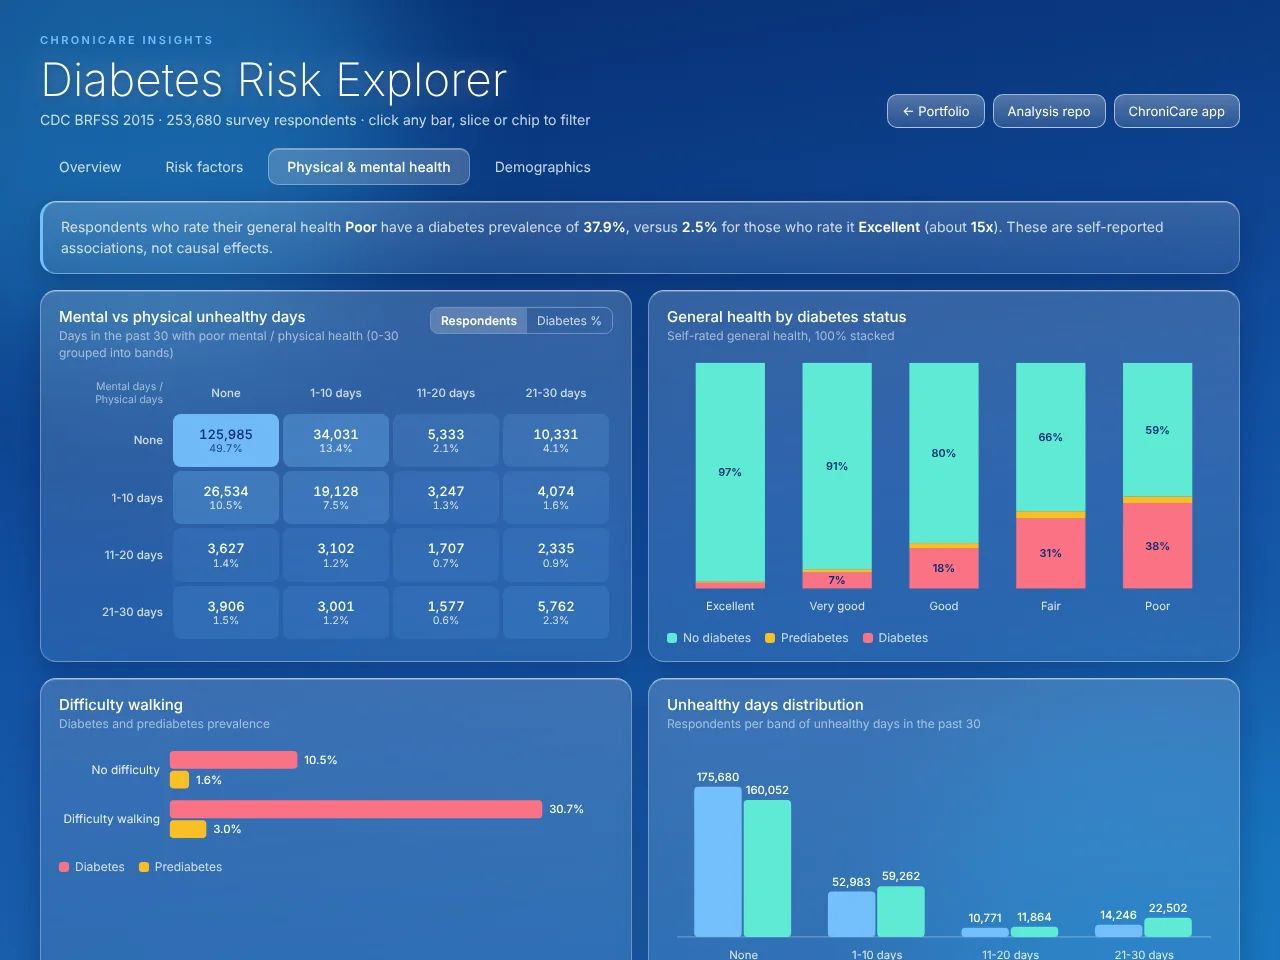 CHRONICARE INSIGHTS
Diabetes Risk Explorer
CDC BRFSS 2015 · 253,680 survey respondents · click any bar, slice or chip to filter
← Portfolio
Analysis repo
ChroniCare app
Overview
Risk factors
Physical & mental health
Demographics
Respondents who rate their general health Poor have a diabetes prevalence of 37.9%, versus 2.5% for those who rate it Excellent (about 15x). These are self-reported
associations, not causal effects.
Mental vs physical unhealthy days
Days in the past 30 with poor mental / physical health (0-30
grouped into bands)
Respondents
Diabetes %
Mental days /
Physical days
None
1-10 days
11-20 days
21-30 days
None
125,985
49.7%
34,031
13.4%
5,333
2.1%
10,331
4.1%
1-10 days
26,534
10.5%
19,128
7.5%
3,247
1.3%
4,074
1.6%
11-20 days
3,627
1.4%
3,102
1.2%
1,707
0.7%
2,335
0.9%
21-30 days
3,906
1.5%
3,001
1.2%
1,577
0.6%
5,762
2.3%
General health by diabetes status
Self-rated general health, 100% stacked
97%
91%
7%
80%
18%
66%
31%
59%
38%
Excellent
Very good
Good
Fair
Poor
No diabetes
Prediabetes
Diabetes
Difficulty walking
Diabetes and prediabetes prevalence
No difficulty
10.5%
1.6%
Difficulty walking
30.7%
3.0%
Diabetes
Prediabetes
Unhealthy days distribution
Respondents per band of unhealthy days in the past 30
175,680
160,052
52,983
59,262
10,771
11,864
14,246
22,502
None
1-10 days
11-20 days
21-30 days